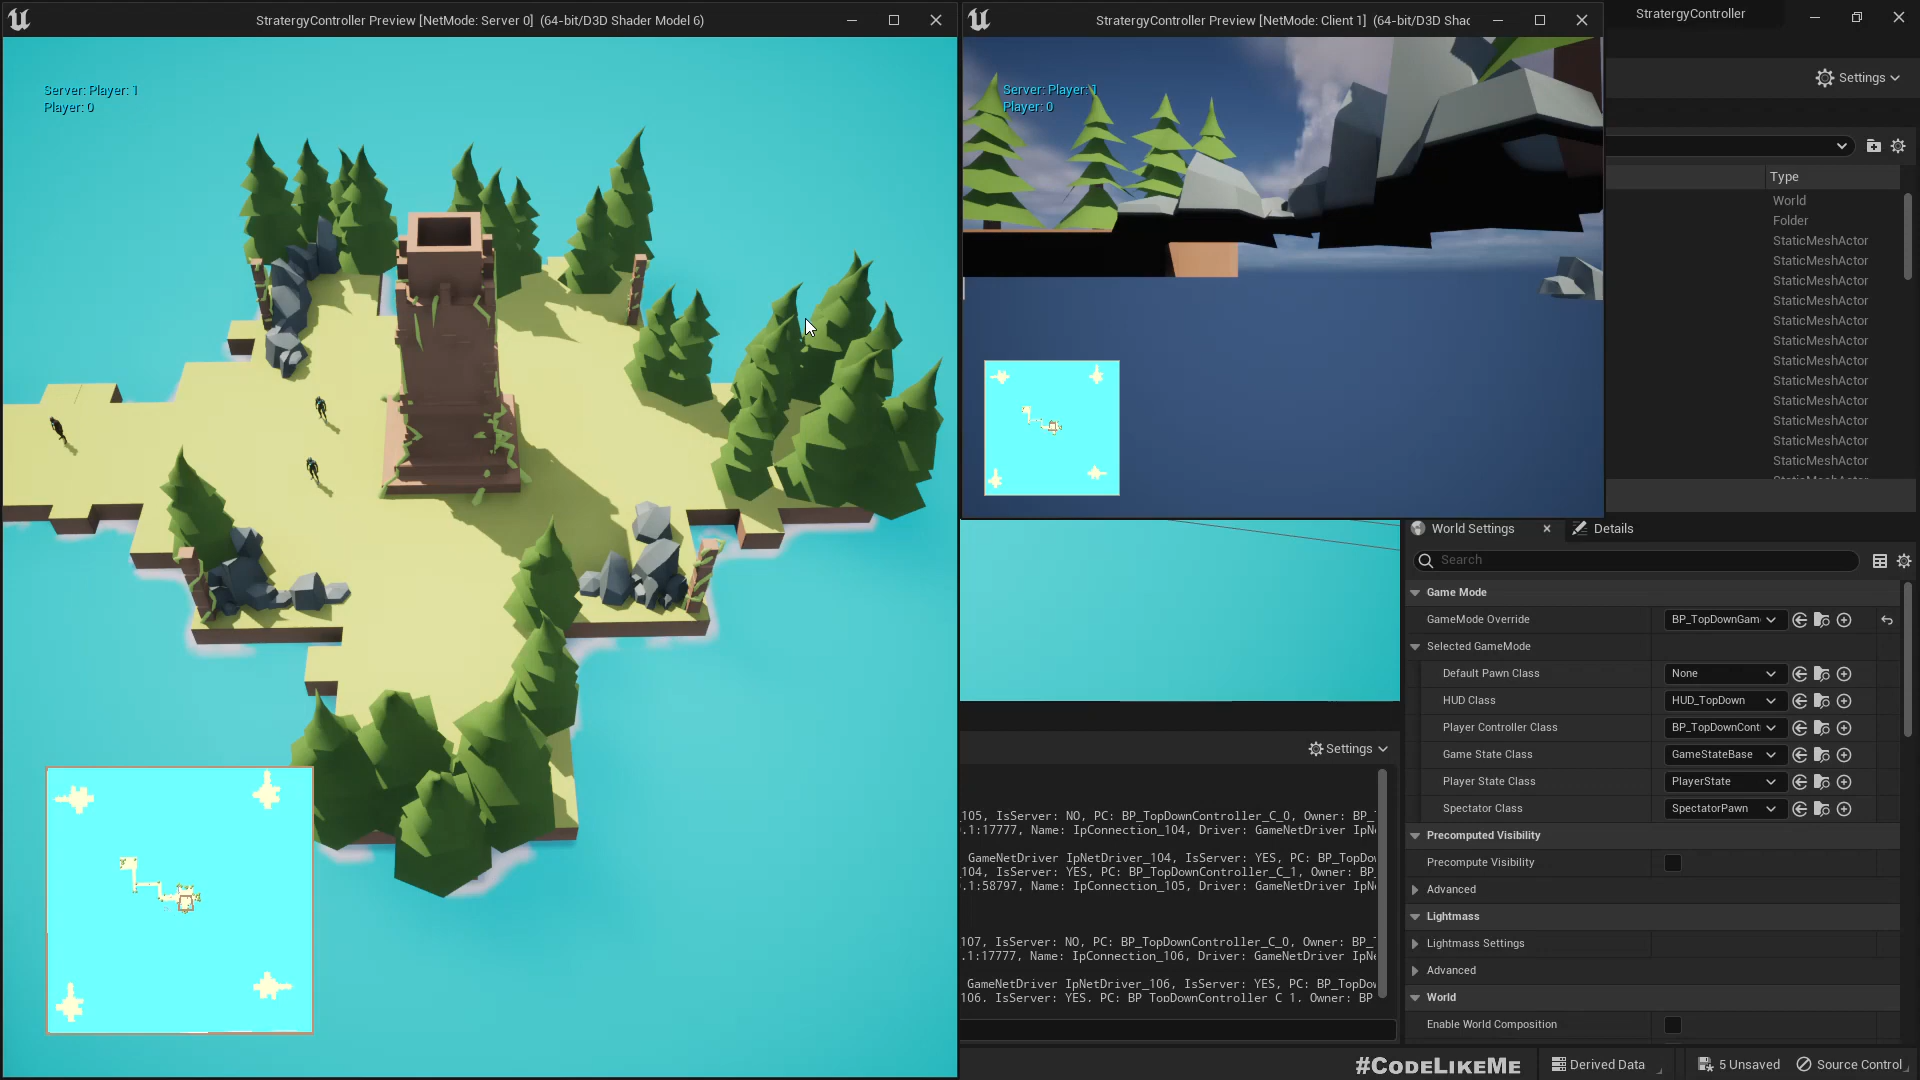 StratergyController Preview [NetMode: Server 0] (64-bit/D3D Shader Model 6)
Server: Player: 1
Player: 0
StratergyController Preview [NetMode: Client 1] (64-bit/D3D Shac
Server: Player: 1
Player: 0
StratergyController
Settings
Type
World
Folder
StaticMeshActor
StaticMeshActor
StaticMeshActor
StaticMeshActor
StaticMeshActor
StaticMeshActor
StaticMeshActor
StaticMeshActor
StaticMeshActor
StaticMeshActor
StaticMeshActor
StaticMeshActor
World Settings
Details
Search
Game Mode
GameMode Override
BP_TopDownGam
Selected GameMode
Default Pawn Class
None
HUD Class
HUD_TopDown
Player Controller Class
BP_TopDownCont
Game State Class
GameStateBase
Player State Class
PlayerState
Spectator Class
SpectatorPawn
Precomputed Visibility
Precompute Visibility
Advanced
Lightmass
Lightmass Settings
Advanced
World
Enable World Composition
Settings
105, IsServer: NO, PC: BP_TopDownController_C_0, Owner: BP_
.1:17777, Name: IpConnection_104, Driver: GameNetDriver IpN
GameNetDriver IpNetDriver_104, IsServer: YES, PC: BP_TopDow
104, IsServer: YES, PC: BP_TopDownController_C_1, Owner: BP
.1:58797, Name: IpConnection_105, Driver: GameNetDriver IpN
107, IsServer: NO, PC: BP_TopDownController_C_0, Owner: BP_
.1:17777, Name: IpConnection_106, Driver: GameNetDriver IpN
GameNetDriver IpNetDriver_106, IsServer: YES, PC: BP_TopDow
106, IsServer: YES, PC: BP_TopDownController_C_1, Owner: BP
#CODELIKEME
Derived Data
5 Unsaved
Source Control